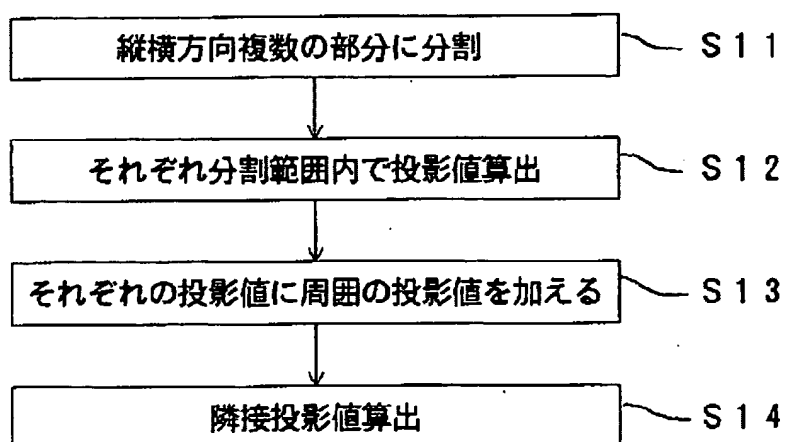 縦横方向複数の部分に分割 S11
それぞれ分割範囲内で投影値算出 S12
それぞれの投影値に周囲の投影値を加える S13
隣接投影値算出 S14